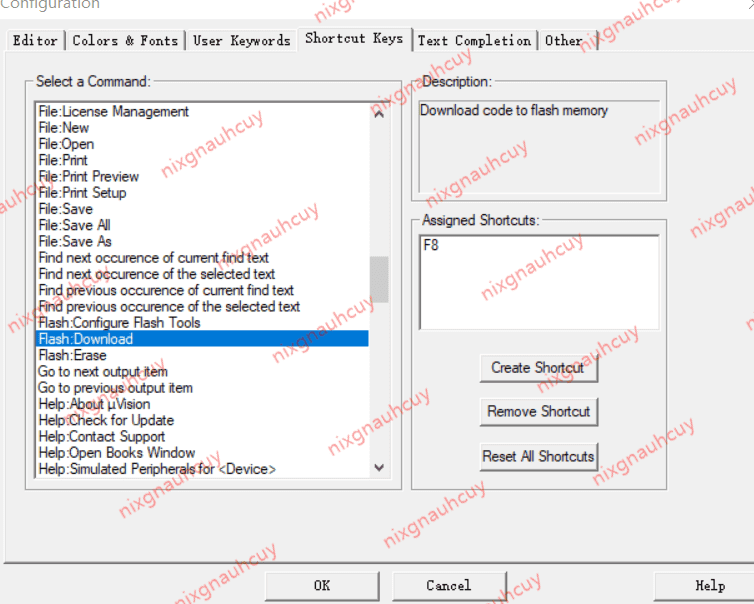 Configuration
Editor
Colors & Fonts
User Keywords
Shortcut Keys
Text Completion
Other
Select a Command:
File:License Management
File:New
File:Open
File:Print
File:Print Preview
File:Print Setup
File:Save
File:Save All
File:Save As
Find next occurence of current find text
Find next occurence of the selected text
Find previous occurence of current find text
Find previous occurence of the selected text
Flash:Configure Flash Tools
Flash:Download
Flash:Erase
Go to next output item
Go to previous output item
Help:About µVision
Help:Check for Update
Help:Contact Support
Help:Open Books Window
Help:Simulated Peripherals for <Device>
Description:
Download code to flash memory
Assigned Shortcuts:
F8
Create Shortcut
Remove Shortcut
Reset All Shortcuts
OK
Cancel
Help
nixgnauhcuy